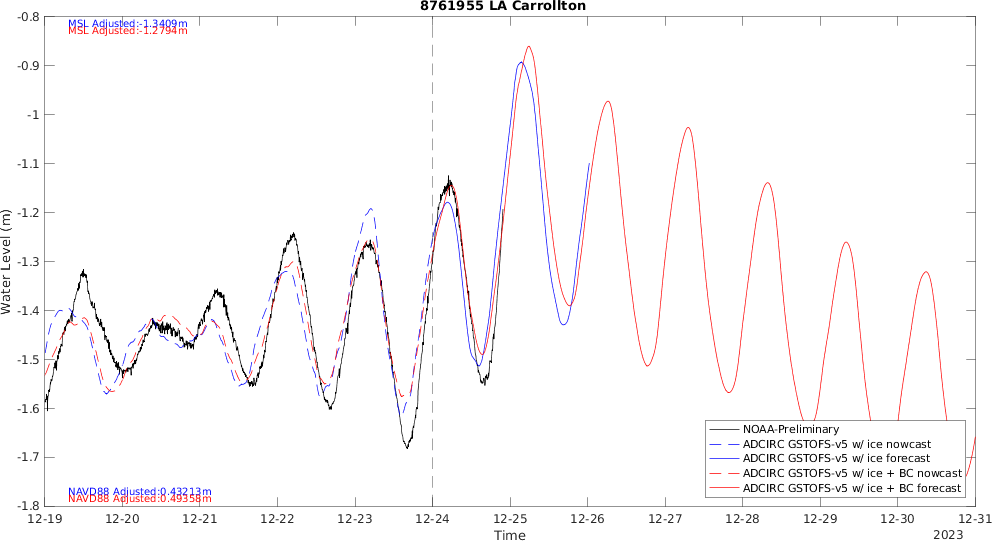 8761955 LA Carrollton
MSL Adjusted:-1.3409m
MSL Adjusted:-1.2794m
-0.8
-0.9
-1
-1.1
-1.2
-1.3
-1.4
-1.5
-1.6
-1.7
-1.8
Water Level (m)
NOAA-Preliminary
ADCIRC GSTOFS-v5 w/ ice nowcast
ADCIRC GSTOFS-v5 w/ ice forecast
ADCIRC GSTOFS-v5 w/ ice + BC nowcast
ADCIRC GSTOFS-v5 w/ ice + BC forecast
NAVD88 Adjusted:0.43213m
NAVD88 Adjusted:0.49358m
12-19 12-20 12-21 12-22 12-23 12-24 12-25 12-26 12-27 12-28 12-29 12-30 12-31
Time
2023